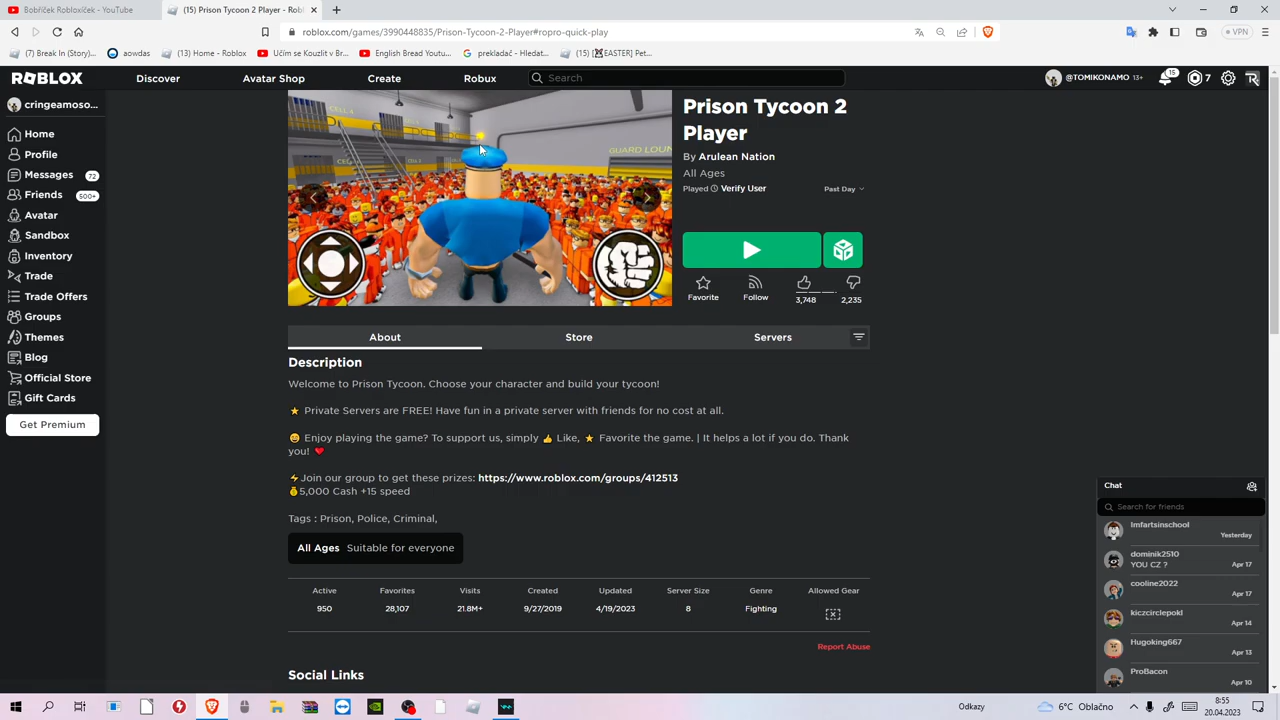 Bobříček Robloxíček - YouTube
(15) Prison Tycoon 2 Player - Rob
roblox.com/games/3990448835/Prison-Tycoon-2-Player#ropro-quick-play
VPN
(7) Break In (Story)...
aowdas
(13) Home - Roblox
Učím se Kouzlit v Br...
English Bread Youtu...
prekladač - Hledat...
(15) [EASTER] Pet...
ROBLOX
Discover
Avatar Shop
Create
Robux
Search
@TOMIKONAMO 13+
15
7
cringeamoso...
Home
Profile
Messages 72
Friends 500+
Avatar
Sandbox
Inventory
Trade
Trade Offers
Groups
Themes
Blog
Official Store
Gift Cards
Get Premium
GUARD LOUN
Prison Tycoon 2
Player
By Arulean Nation
All Ages
Played Verify User
Past Day
Favorite
Follow
3,748
2,235
About
Store
Servers
Description
Welcome to Prison Tycoon. Choose your character and build your tycoon!
Private Servers are FREE! Have fun in a private server with friends for no cost at all.
Enjoy playing the game? To support us, simply 👍 Like, ⭐ Favorite the game. | It helps a lot if you do. Thank
you! ❤️
⚡Join our group to get these prizes: https://www.roblox.com/groups/412513
💰5,000 Cash +15 speed
Tags : Prison, Police, Criminal,
All Ages Suitable for everyone
Active Favorites Visits Created Updated Server Size Genre Allowed Gear
950 28,107 21.8M+ 9/27/2019 4/19/2023 8 Fighting
Report Abuse
Social Links
Chat
Search for friends
Imfartsinschool
Yesterday
dominik2510
YOU CZ ?
Apr 17
cooline2022
Apr 17
kiczcirclepokl
Apr 14
Hugoking667
Apr 13
ProBacon
Apr 10
Odkazy
6°C Oblačno
8:55
20.04.2023